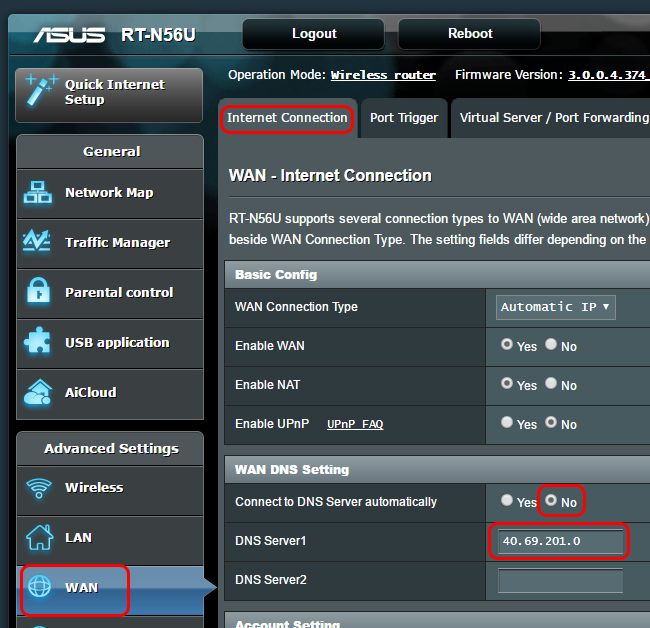 ASUS RT-N56U Logout Reboot
Quick Internet
Setup
Operation Mode: Wireless router Firmware Version: 3.0.0.4.374_
Internet Connection Port Trigger Virtual Server / Port Forwarding
General
Network Map
Traffic Manager
Parental control
USB application
AiCloud
Advanced Settings
Wireless
LAN
WAN
WAN - Internet Connection
RT-N56U supports several connection types to WAN (wide area network)
beside WAN Connection Type. The setting fields differ depending on the
Basic Config
WAN Connection Type Automatic IP
Enable WAN Yes No
Enable NAT Yes No
Enable UPnP UPnP FAQ Yes No
WAN DNS Setting
Connect to DNS Server automatically Yes No
DNS Server1 40.69.201.0
DNS Server2
Account Setting